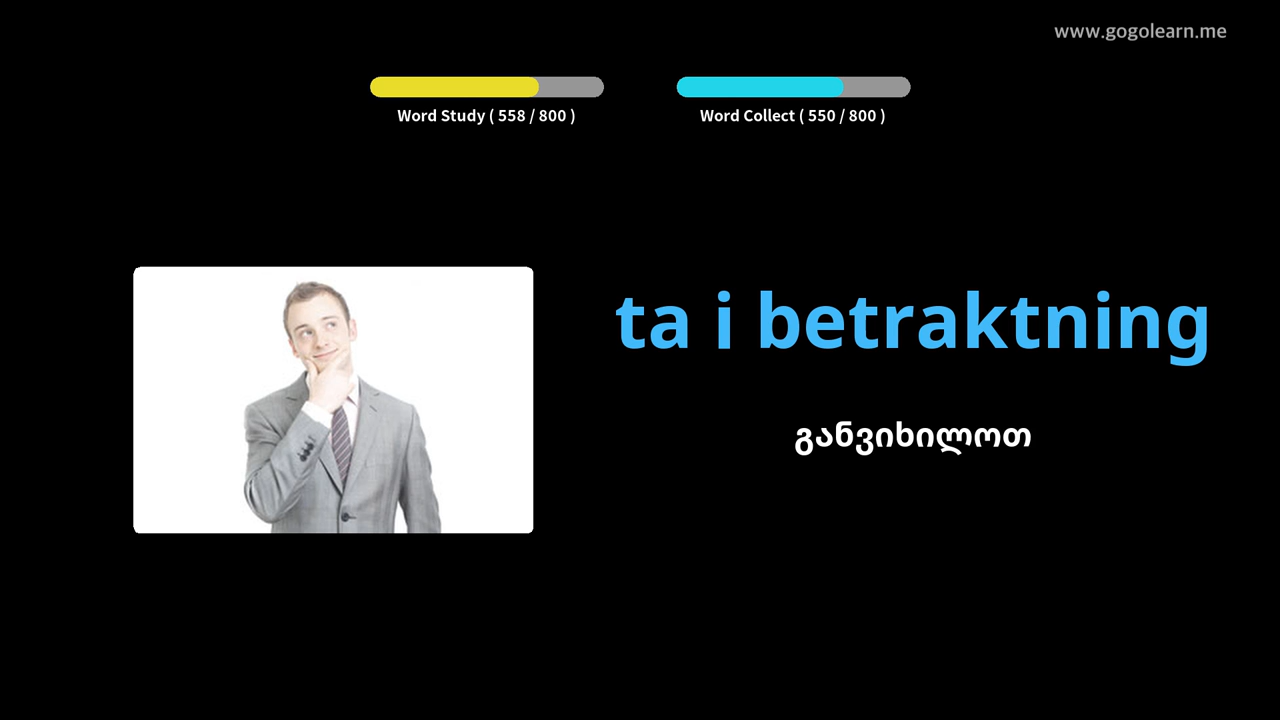 www.gogolearn.me
Word Study ( 558 / 800 )
Word Collect ( 550 / 800 )
ta i betraktning
განვიხილოთ